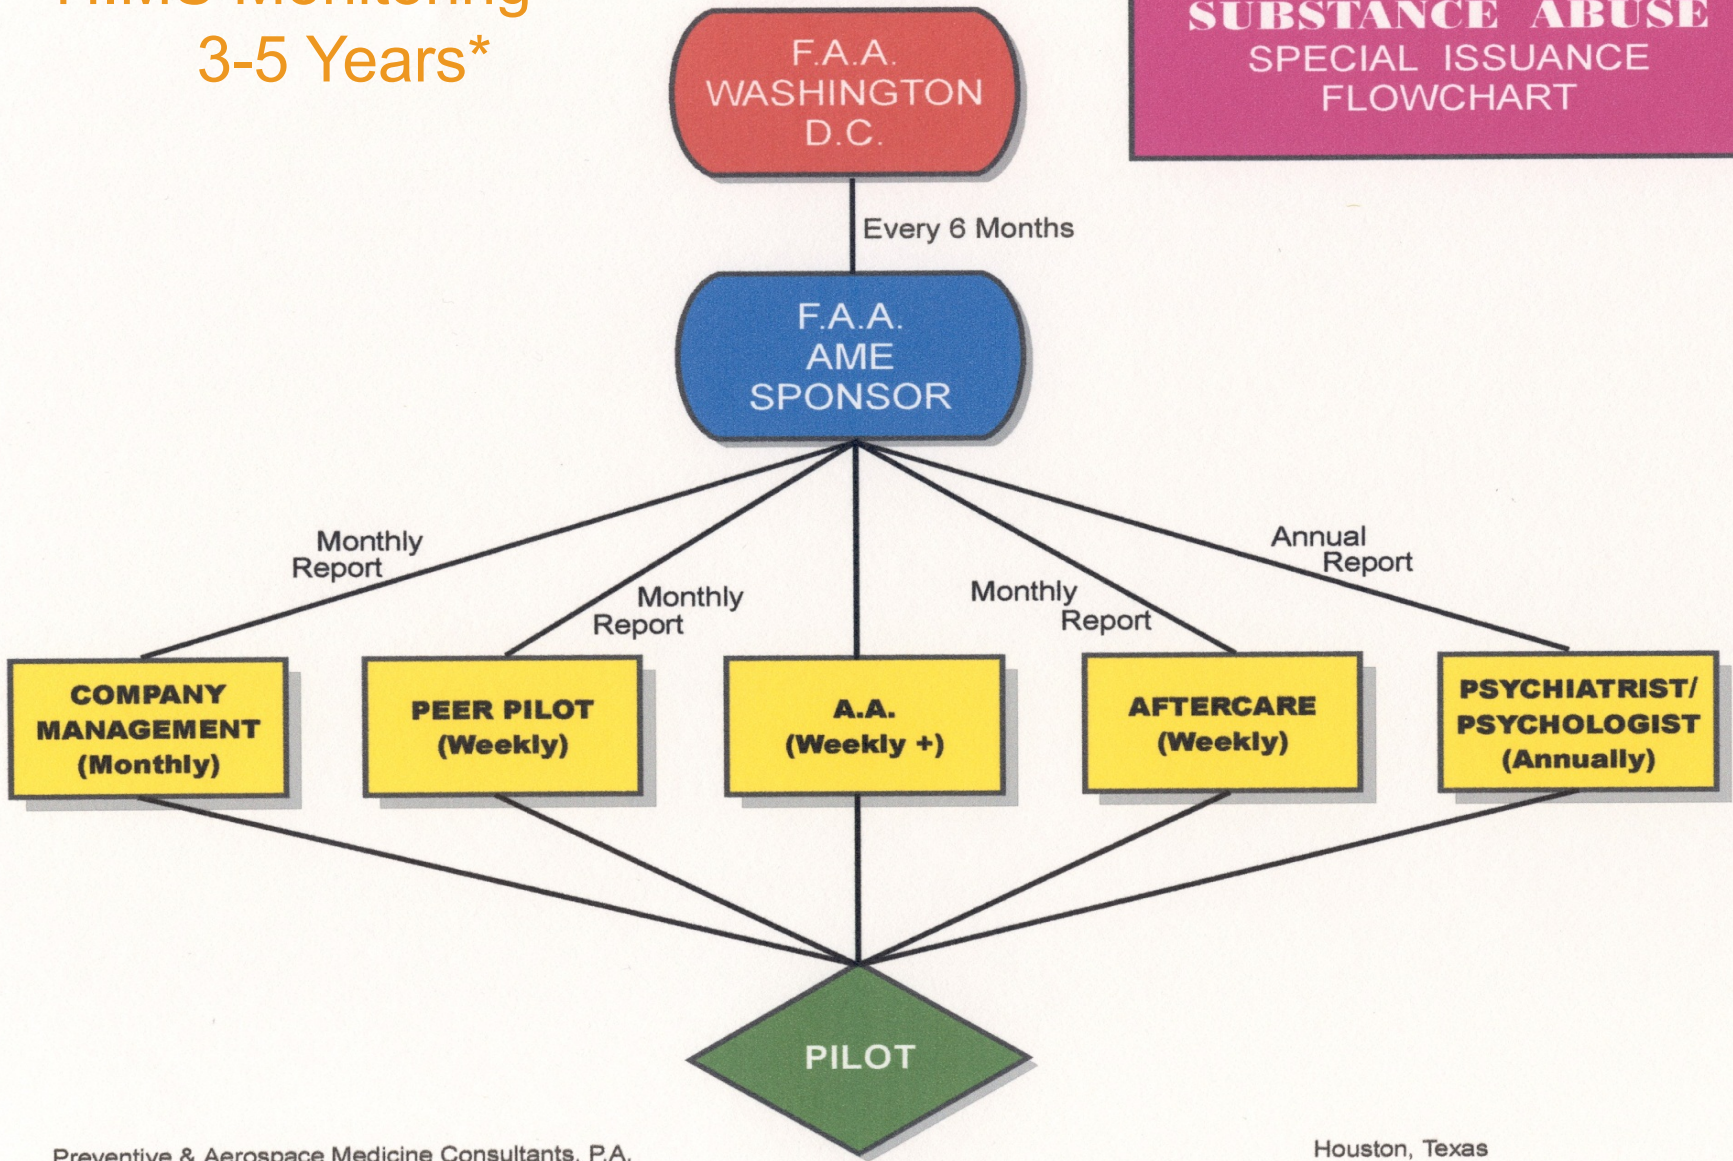 HIMS Monitoring
3-5 Years*
SUBSTANCE ABUSE
SPECIAL ISSUANCE
FLOWCHART
F.A.A.
WASHINGTON
D.C.
Every 6 Months
F.A.A.
AME
SPONSOR
Monthly
Report
Monthly
Report
Monthly
Report
Annual
Report
COMPANY
MANAGEMENT
(Monthly)
PEER PILOT
(Weekly)
A.A.
(Weekly +)
AFTERCARE
(Weekly)
PSYCHIATRIST/
PSYCHOLOGIST
(Annually)
PILOT
Preventive & Aerospace Medicine Consultants, P.A.
Houston, Texas